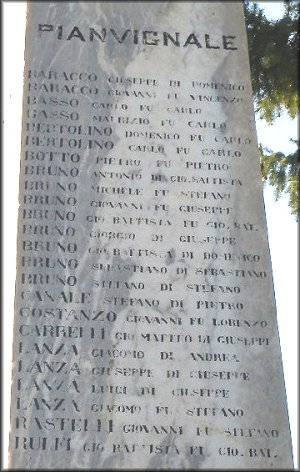 PIANVIGNALE
BARACCO GIUSEPPE DI DOMENICO
BARACCO GIOVANNI FU VINCENZO
BASSO CARLO FU CARLO
BASSO MAURIZIO FU CARLO
BERTOLINO DOMENICO FU CARLO
BERTOLINO CARLO FU CARLO
BOTTO PIETRO FU PIETRO
BRUNO ANTONIO DI GIO. BATTISTA
BRUNO MICHELE FU STEFANO
BRUNO GIOVANNI FU GIUSEPPE
BRUNO GIO BATTISTA FU GIO. BAT.
BRUNO GIORGIO DI GIUSEPPE
BRUNO GIO. BATTISTA DI DOMENICO
BRUNO SEBASTIANO DI SEBASTIANO
BRUNO STEFANO DI STEFANO
CANALE STEFANO DI PIETRO
COSTANZO GIOVANNI FU LORENZO
GARRELLI GIO MATTEO DI GIUSEPPE
LANZA GIACOMO DI ANDREA
LANZA GIUSEPPE DI GIUSEPPE
LANZA LUIGI DI GIUSEPPE
LANZA GIACOMO FU STEFANO
RASTELLI GIOVANNI FU STEFANO
RULFI GIO BATTISTA FU GIO. BAT.